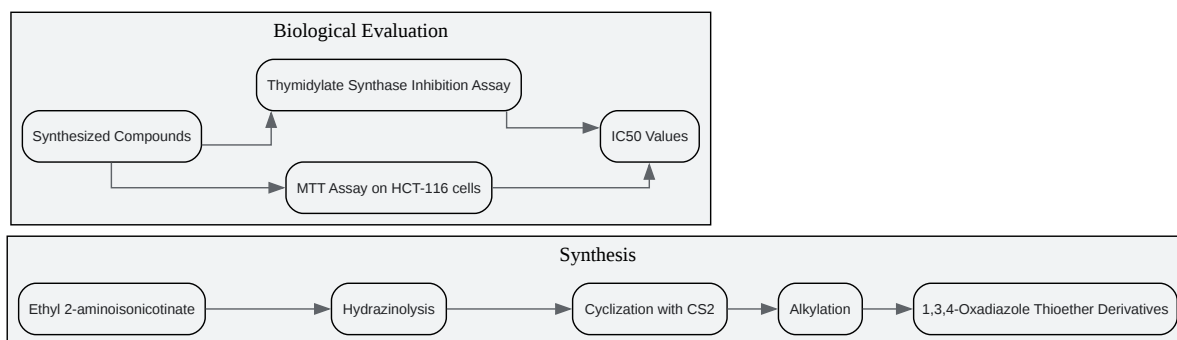 Biological Evaluation
Thymidylate Synthase Inhibition Assay
Synthesized Compounds
IC50 Values
MTT Assay on HCT-116 cells
Synthesis
Ethyl 2-aminoisonicotinate
Hydrazinolysis
Cyclization with CS2
Alkylation
1,3,4-Oxadiazole Thioether Derivatives